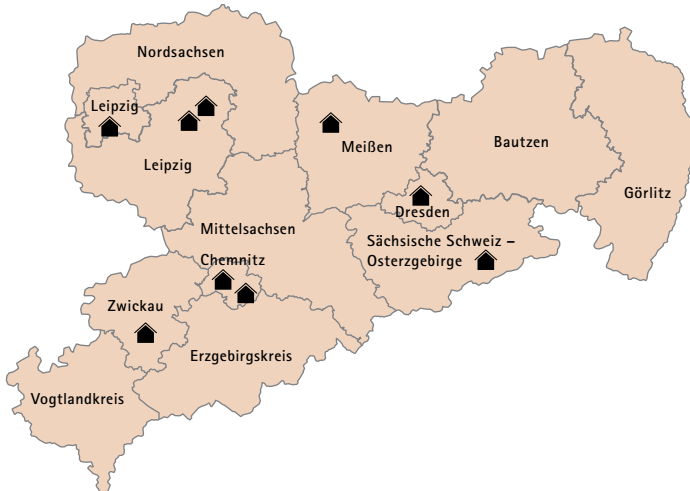 Nordsachsen
Leipzig
Leipzig
Meißen
Bautzen
Görlitz
Dresden
Mittelsachsen
Sächsische Schweiz –
Osterzgebirge
Chemnitz
Zwickau
Erzgebirgskreis
Vogtlandkreis